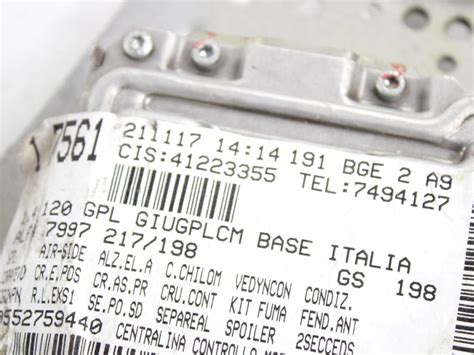 7561
211117 14:14 191 BGE 2 A9
CIS:41223355 TEL:7494127
120 GPL GIUGPLCM BASE ITALIA
7997 217/198 GS 198
AIR-SIDE ALZ.EL.A C.CHILOM VEDYNCON CONDIZ.
CR.E.POS CR.AS.PR CRU.CONT KIT FUMA FEND.ANT
R.L.EKS1 SE.PO.SD SEPAREAL SPOILER 2SECCEDS
552759440 CENTRALINA CONTROLLO